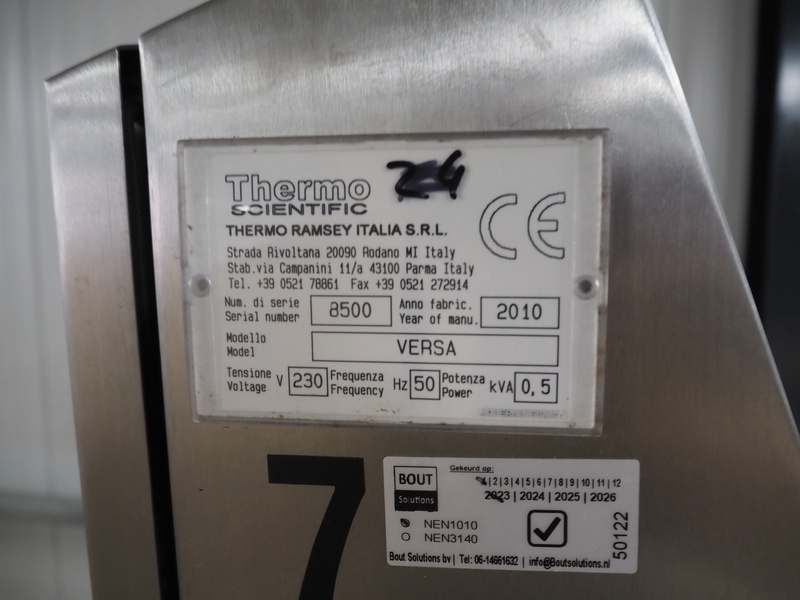 Thermo
SCIENTIFIC
CE
THERMO RAMSEY ITALIA S.R.L.
Strada Rivoltana 20090 Rodano MI Italy
Stab.via Campanini 11/a 43100 Parma Italy
Tel. +39 0521 78861 Fax +39 0521 272914
Num. di serie
Serial number
8500
Anno fabric.
Year of manu.
2010
Modello
Model
VERSA
Tensione
Voltage
V 230
Frequenza
Frequency
Hz 50
Potenza
Power
kVA 0,5
7
BOUT
Solutions
Gekeurd op:
1|2|3|4|5|6|7|8|9|10|11|12
2023 | 2024 | 2025 | 2026
NEN1010
NEN3140
50122
Bout Solutions bv | Tel: 06-14661632 | info@Boutsolutions.nl